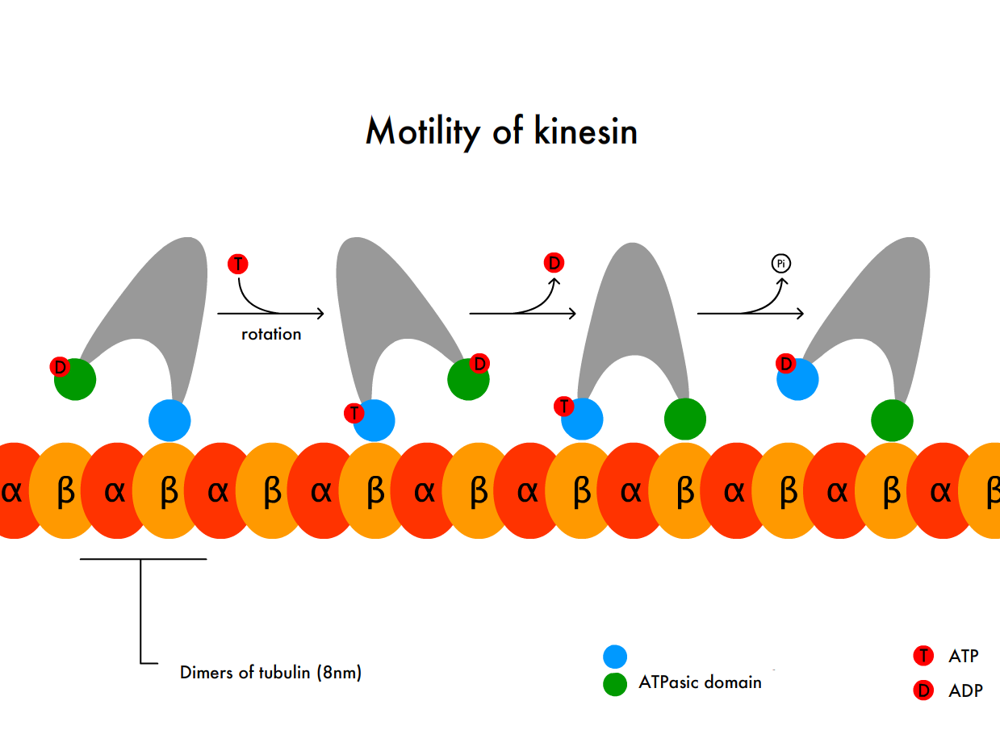 Motility of kinesin
T
D
Pi
rotation
D
D
T
T
D
α β α β α β α β α β α β α β α β α β α β
Dimers of tubulin (8nm)
ATPasic domain
T ATP
D ADP